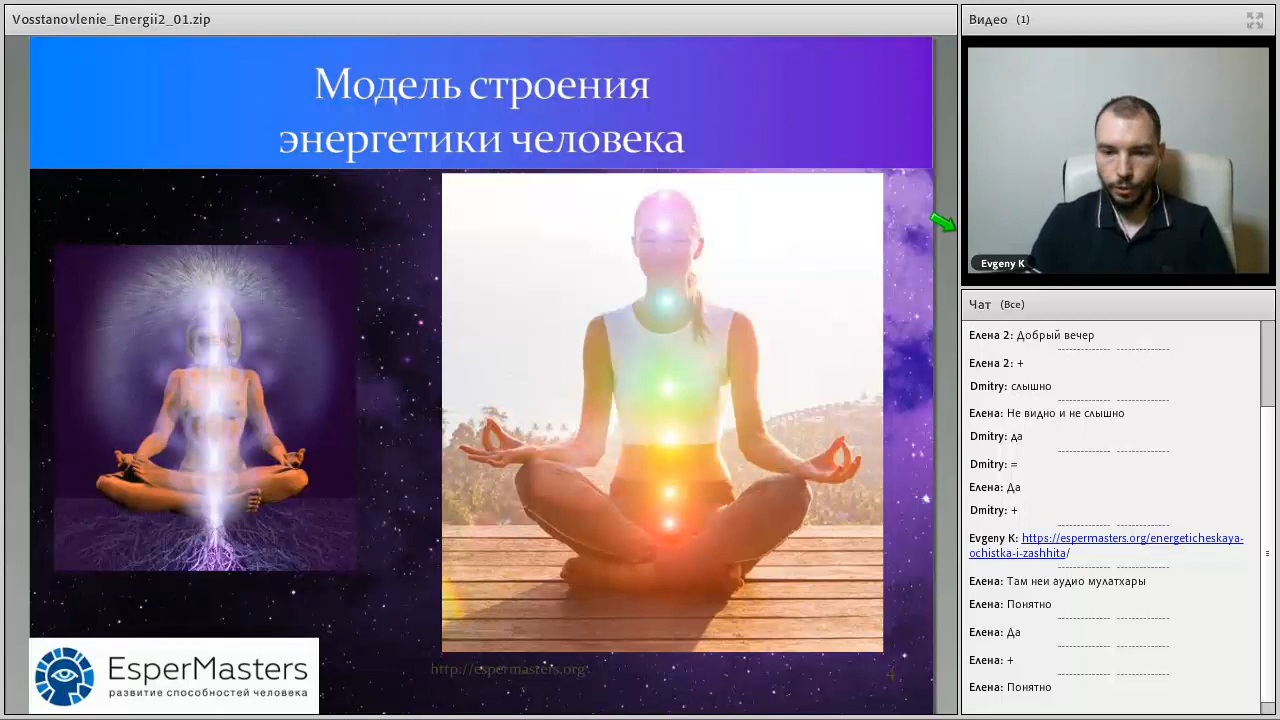 Vosstanovlenie_Energii2_01.zip
Модель строения
энергетики человека
EsperMasters
развитие способностей человека
http://espermasters.org
4
Видео (1)
Evgeny K
Чат (Все)
Елена 2: Добрый вечер
Елена 2: +
Dmitry: слышно
Елена: Не видно и не слышно
Dmitry: да
Dmitry: =
Елена: Да
Dmitry: +
Evgeny K: https://espermasters.org/energeticheskaya-
ochistka-i-zashhita/
Елена: Там неи аудио мулатхары
Елена: Понятно
Елена: Да
Елена: +
Елена: Понятно